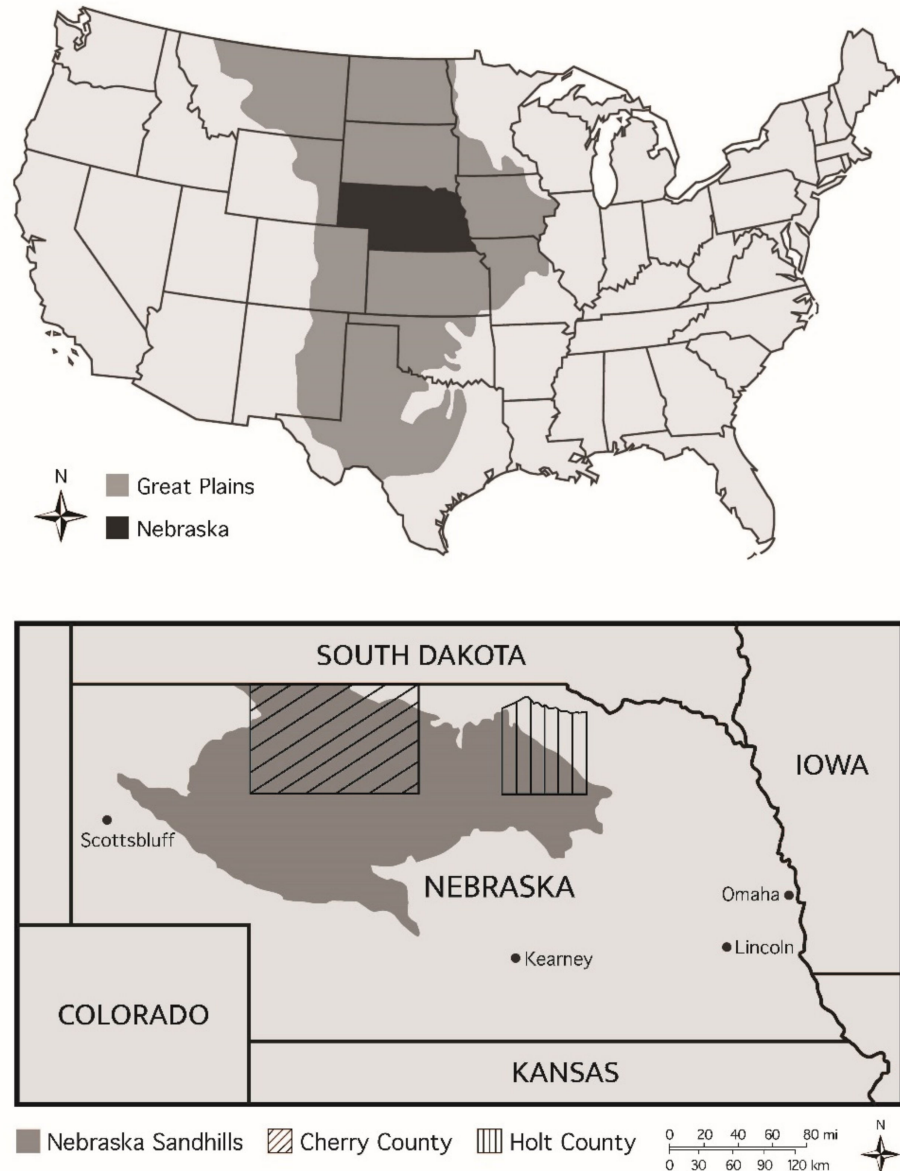 N
Great Plains
Nebraska
SOUTH DAKOTA
IOWA
Scottsbluff
NEBRASKA
Omaha
Lincoln
Kearney
COLORADO
KANSAS
Nebraska Sandhills
Cherry County
Holt County
0 20 40 60 80 mi
0 30 60 90 120 km
N